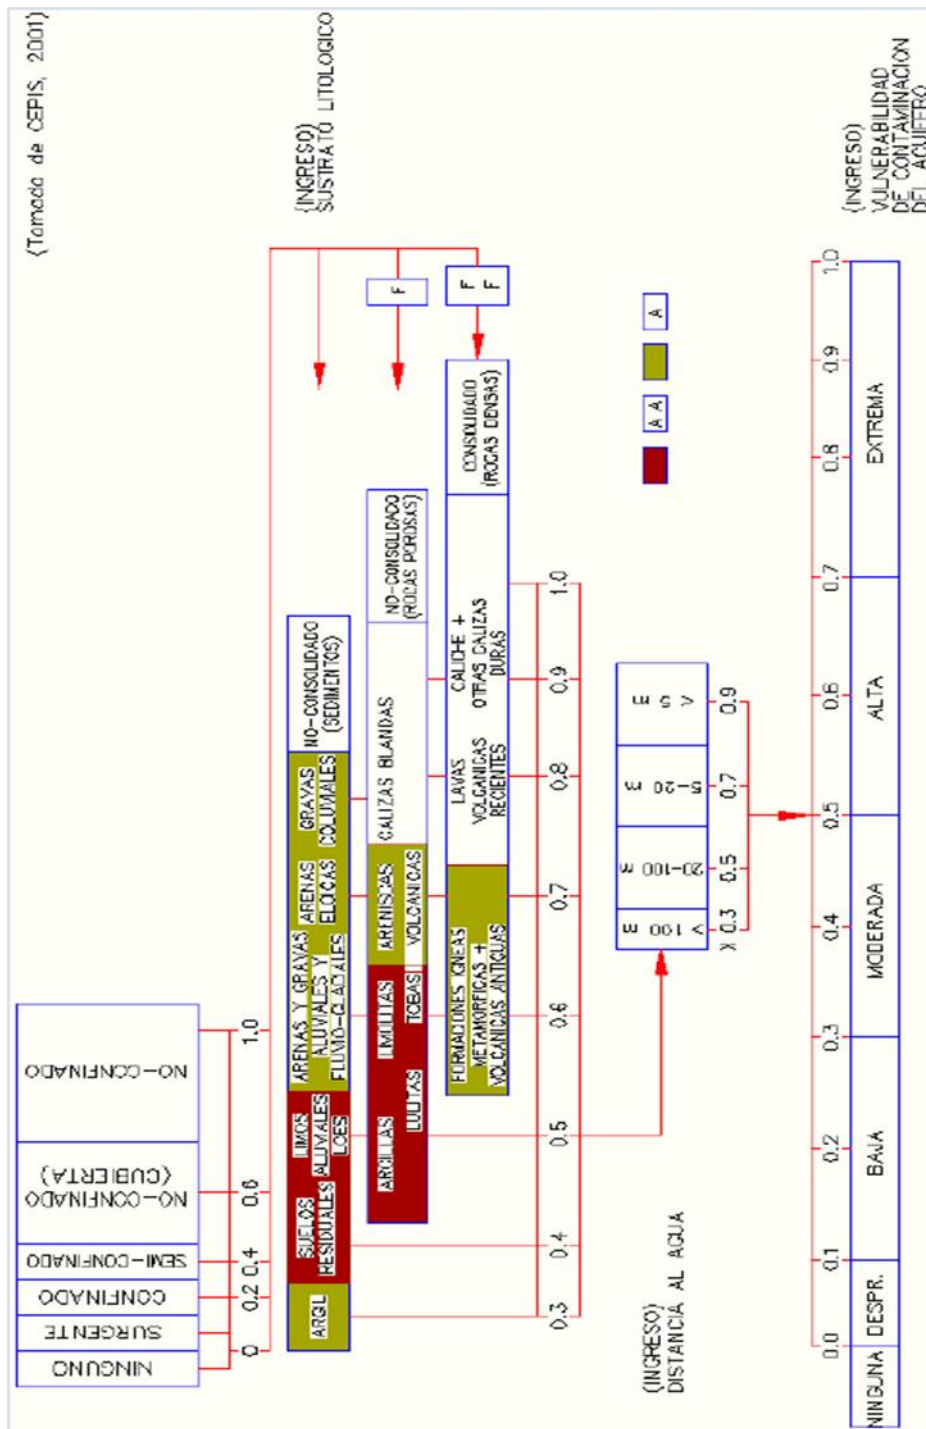 (Tomado de CEPIS, 2001)
NINGUNO
SURGENTE
CONFINADO
SEMI-CONFINADO
NO-CONFINADO
(CUBIERTA)
NO-CONFINADO
0 0.2 0.4 0.6 1.0
(INGRESO)
SUSTRATO LITOLOGICO
ARGIL
SUELOS
RESIDUALES
LIMOS
ALUVIALES
LOES
ARENAS Y GRAVAS
ALUVIALES Y
FLUVIO-GLACIALES
ARENAS
ELOICAS
GRAVAS
COLUVIALES
NO-CONSOLIDADO
(SEDIMENTOS)
ARCILLAS
LULITAS
LIMOLITAS
TOBAS
ARENISCAS
VOLCANICAS
CALIZAS BLANDAS
NO-CONSOLIDADO
(ROCAS POROSAS)
F
FORMACIONES IGNEAS
METAMORFICAS +
VOLCANICAS ANTIGUAS
LAVAS
VOLCANICAS
RECIENTES
CALICHE +
OTRAS CALIZAS
DURAS
CONSOLIDADO
(ROCAS DENSAS)
F
F
0.3 0.4 0.5 0.6 0.7 0.8 0.9 1.0
(INGRESO)
DISTANCIA AL AGUA
100 m
20-100 m
5-20 m
5 m
X 0.3 0.5 0.7 0.9
A A
A
(INGRESO)
VULNERABILIDAD
DE CONTAMINACION
DEL ACUIFERO
0.0 0.1 0.2 0.3 0.4 0.5 0.6 0.7 0.8 0.9 1.0
NINGUNA DESPR. BAJA MODERADA ALTA EXTREMA